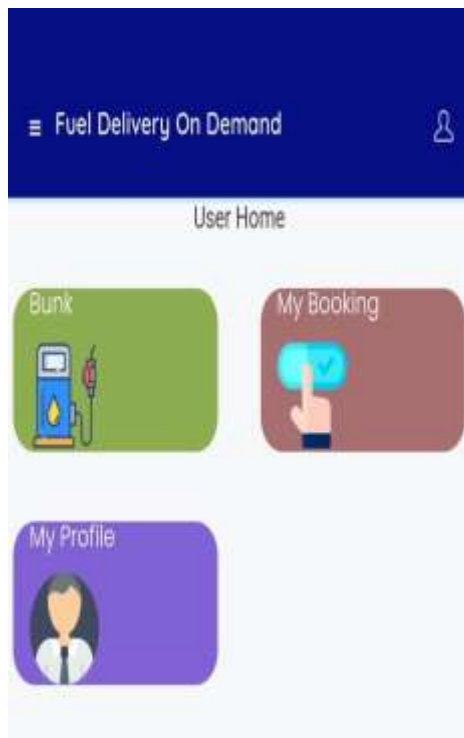 Fuel Delivery On Demand
User Home
Bunk
My Booking
My Profile